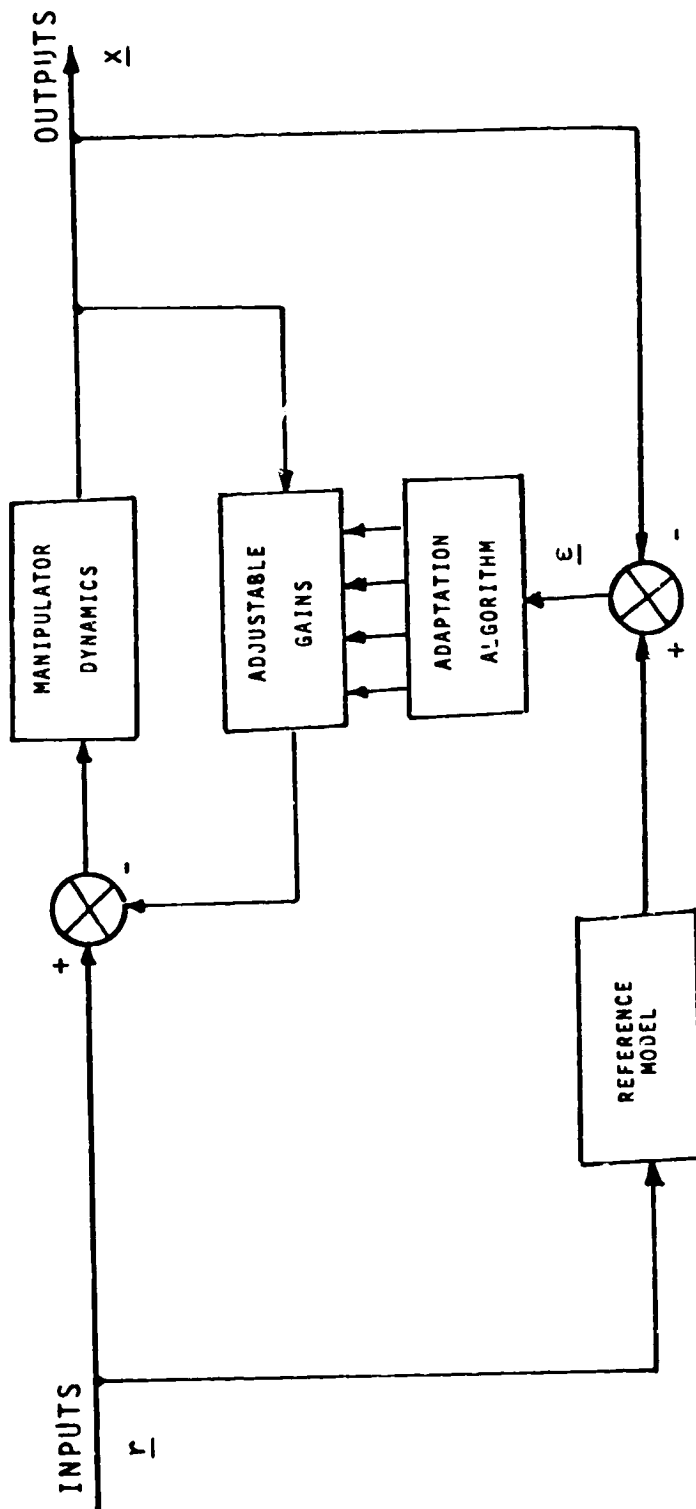 INPUTS
r
+
-
MANIPULATOR
DYNAMICS
OUTPUTS
x
ADJUSTABLE
GAINS
ADAPTATION
ALGORITHM
ε
REFERENCE
MODEL
+
-